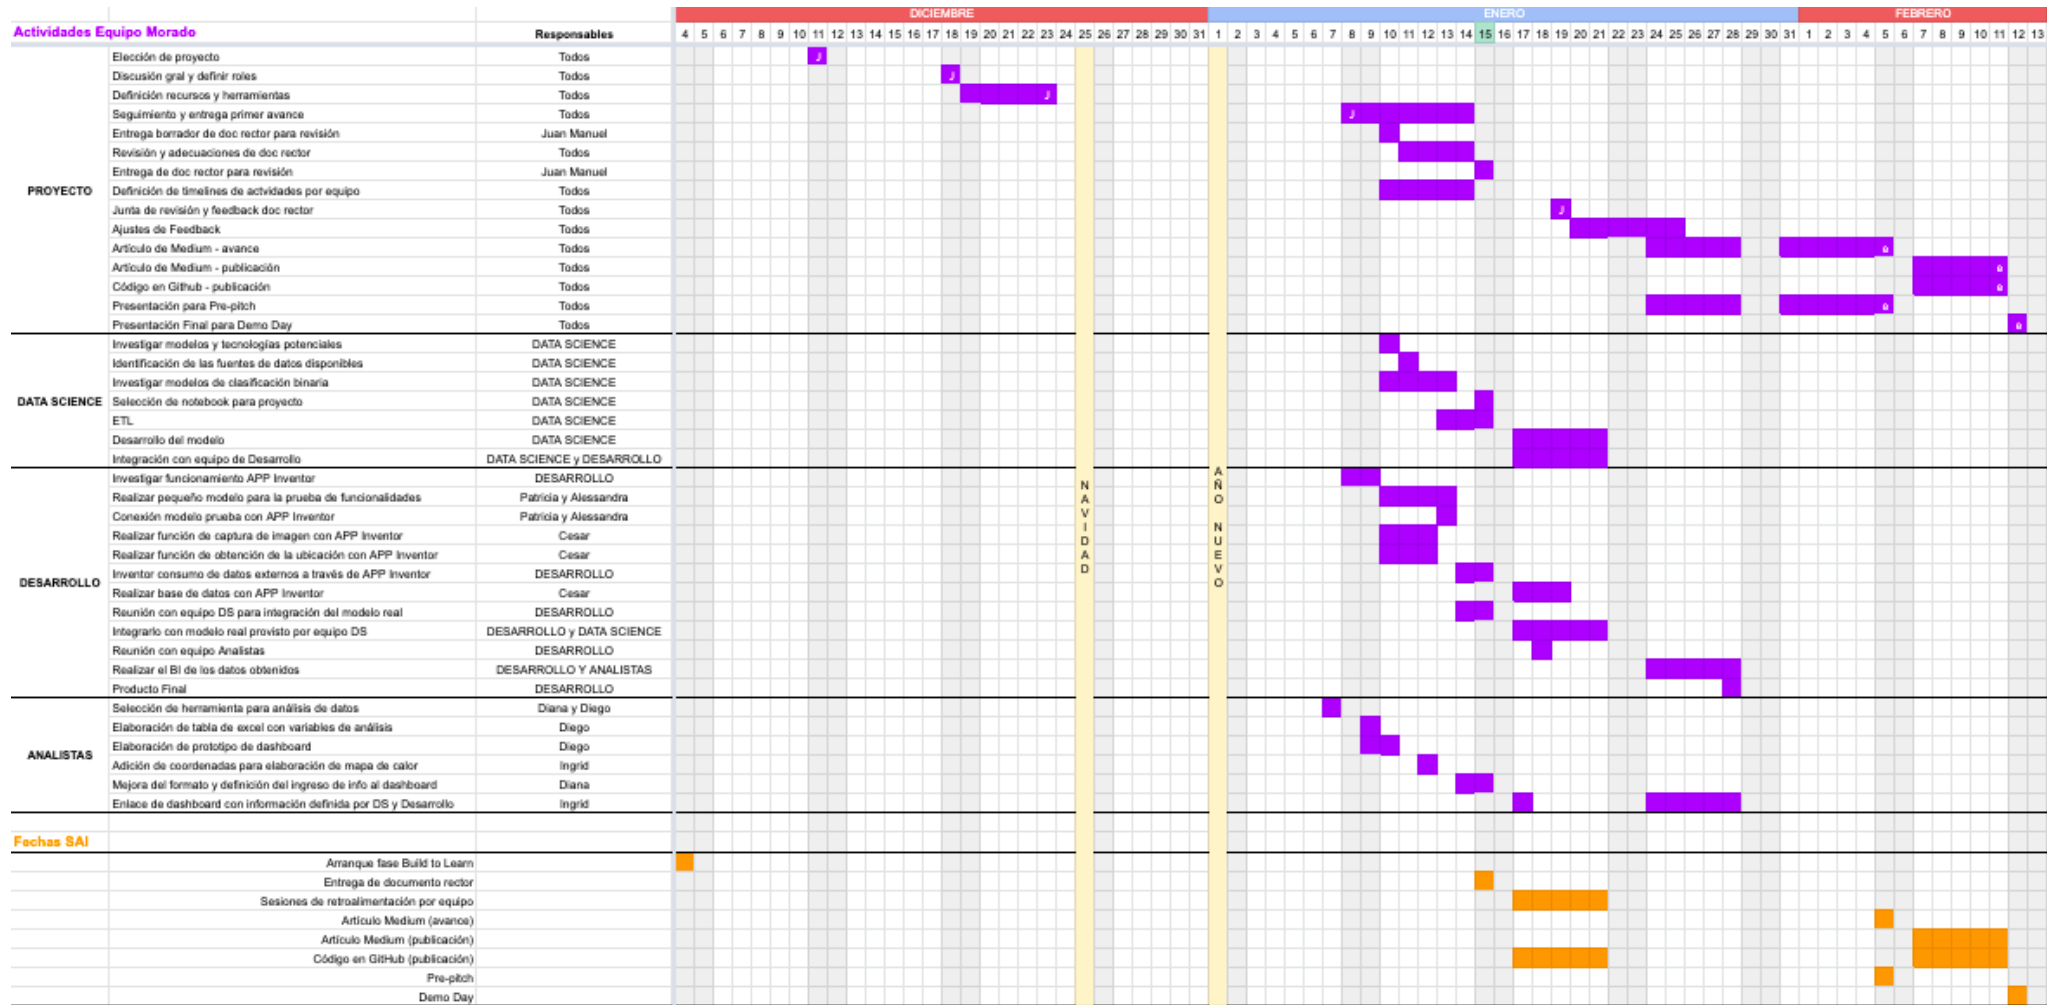 DICIEMBRE ENERO FEBRERO
Actividades Equipo Morado Responsables 4 5 6 7 8 9 10 11 12 13 14 15 16 17 18 19 20 21 22 23 24 25 26 27 28 29 30 31 1 2 3 4 5 6 7 8 9 10 11 12 13 14 15 16 17 18 19 20 21 22 23 24 25 26 27 28 29 30 31 1 2 3 4 5 6 7 8 9 10 11 12 13
Elección de proyecto Todos J
Discusión gral y definir roles Todos J
Definición recursos y herramientas Todos J
Seguimiento y entrega primer avance Todos J
Entrega borrador de doc rector para revisión Juan Manuel
Revisión y adecuaciones de doc rector Todos
Entrega de doc rector para revisión Juan Manuel
PROYECTO Definición de timelines de actvidades por equipo Todos
Junta de revisión y feedback doc rector Todos J
Ajustes de Feedback Todos
Artículo de Medium - avance Todos
Artículo de Medium - publicación Todos
Código en Github - publicación Todos
Presentación para Pre-pitch Todos
Presentación Final para Demo Day Todos
Investigar modelos y tecnologías potenciales DATA SCIENCE
Identificación de las fuentes de datos disponibles DATA SCIENCE
Investigar modelos de clasificación binaria DATA SCIENCE
DATA SCIENCE Selección de notebook para proyecto DATA SCIENCE
ETL DATA SCIENCE
Desarrollo del modelo DATA SCIENCE
Integración con equipo de Desarrollo DATA SCIENCE y DESARROLLO
Investigar funcionamiento APP Inventor DESARROLLO
Realizar pequeño modelo para la prueba de funcionalidades Patricia y Alessandra
Conexión modelo prueba con APP Inventor Patricia y Alessandra
Realizar función de captura de imagen con APP Inventor Cesar
Realizar función de obtención de la ubicación con APP Inventor Cesar
Inventor consumo de datos externos a través de APP Inventor DESARROLLO
DESARROLLO
Realizar base de datos con APP Inventor Cesar
Reunión con equipo DS para integración del modelo real DESARROLLO
Integrarlo con modelo real provisto por equipo DS DESARROLLO y DATA SCIENCE
Reunión con equipo Analistas DESARROLLO
Realizar el BI de los datos obtenidos DESARROLLO Y ANALISTAS
Producto Final DESARROLLO
NAVIDAD
AÑO NUEVO
Selección de herramienta para análisis de datos Diana y Diego
Elaboración de tabla de excel con variables de análisis Diego
Elaboración de prototipo de dashboard Diego
ANALISTAS
Adición de coordenadas para elaboración de mapa de calor Ingrid
Mejora del formato y definición del ingreso de info al dashboard Diana
Enlace de dashboard con información definida por DS y Desarrollo Ingrid
Fechas SAI
Arranque fase Build to Learn
Entrega de documento rector
Sesiones de retroalimentación por equipo
Artículo Medium (avance)
Artículo Medium (publicación)
Código en GitHub (publicación)
Pre-pitch
Demo Day